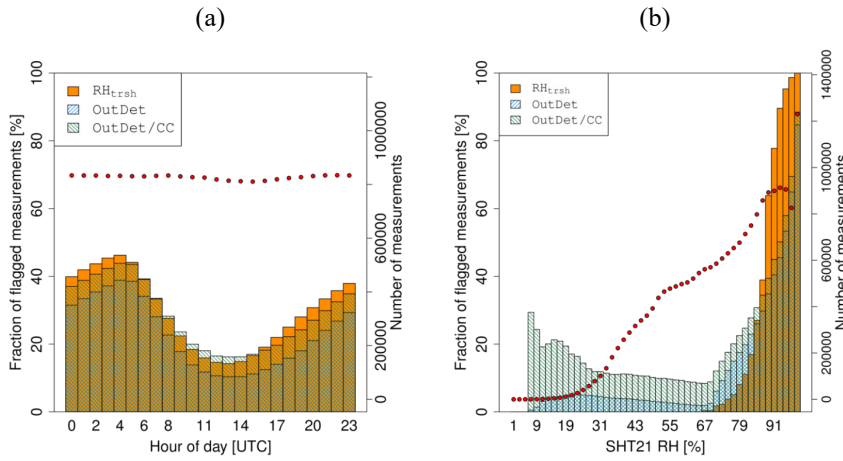 (a)
(b)
Fraction of flagged measurements [%]
0 20 40 60 80 100
RH_trsh
OutDet
OutDet/CC
0 200000 600000 1000000
Number of measurements
0 2 4 6 8 11 14 17 20 23
Hour of day [UTC]
Fraction of flagged measurements [%]
0 20 40 60 80 100
RH_trsh
OutDet
OutDet/CC
0 200000 600000 1000000 1400000
Number of measurements
1 9 19 31 43 55 67 79 91
SHT21 RH [%]